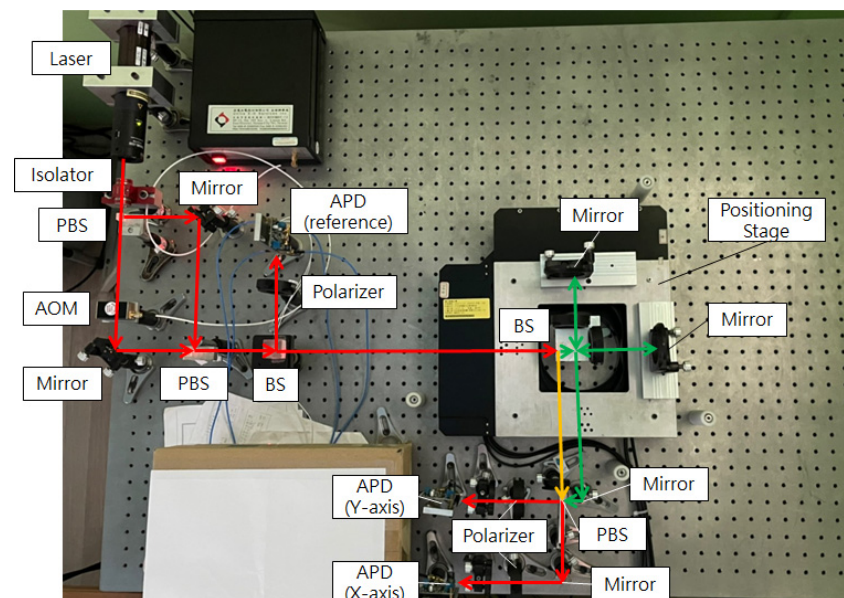 Laser
Isolator
Mirror
APD
(reference)
PBS
Mirror
Positioning
Stage
AOM
Polarizer
BS
Mirror
Mirror
PBS
BS
APD
(Y-axis)
Mirror
Polarizer
PBS
APD
(X-axis)
Mirror